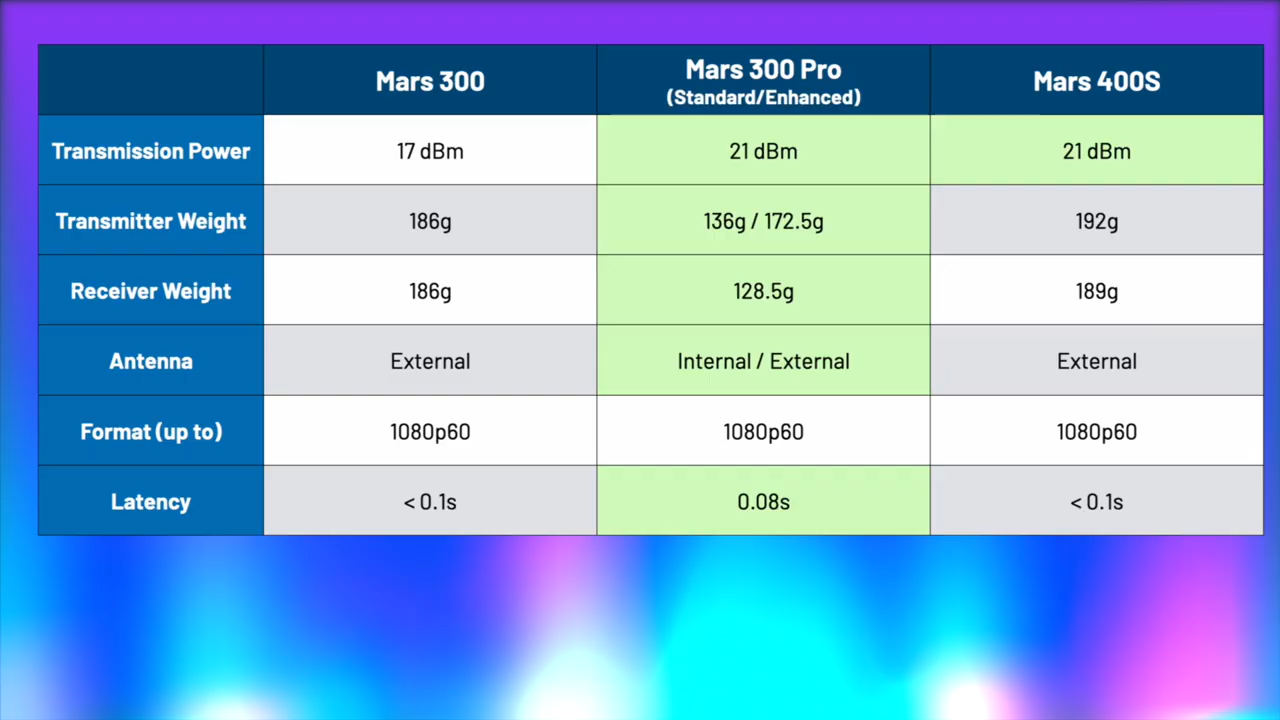 Mars 300
Mars 300 Pro
(Standard/Enhanced)
Mars 400S
Transmission Power
17 dBm
21 dBm
21 dBm
Transmitter Weight
186g
136g / 172.5g
192g
Receiver Weight
186g
128.5g
189g
Antenna
External
Internal / External
External
Format (up to)
1080p60
1080p60
1080p60
Latency
< 0.1s
0.08s
< 0.1s